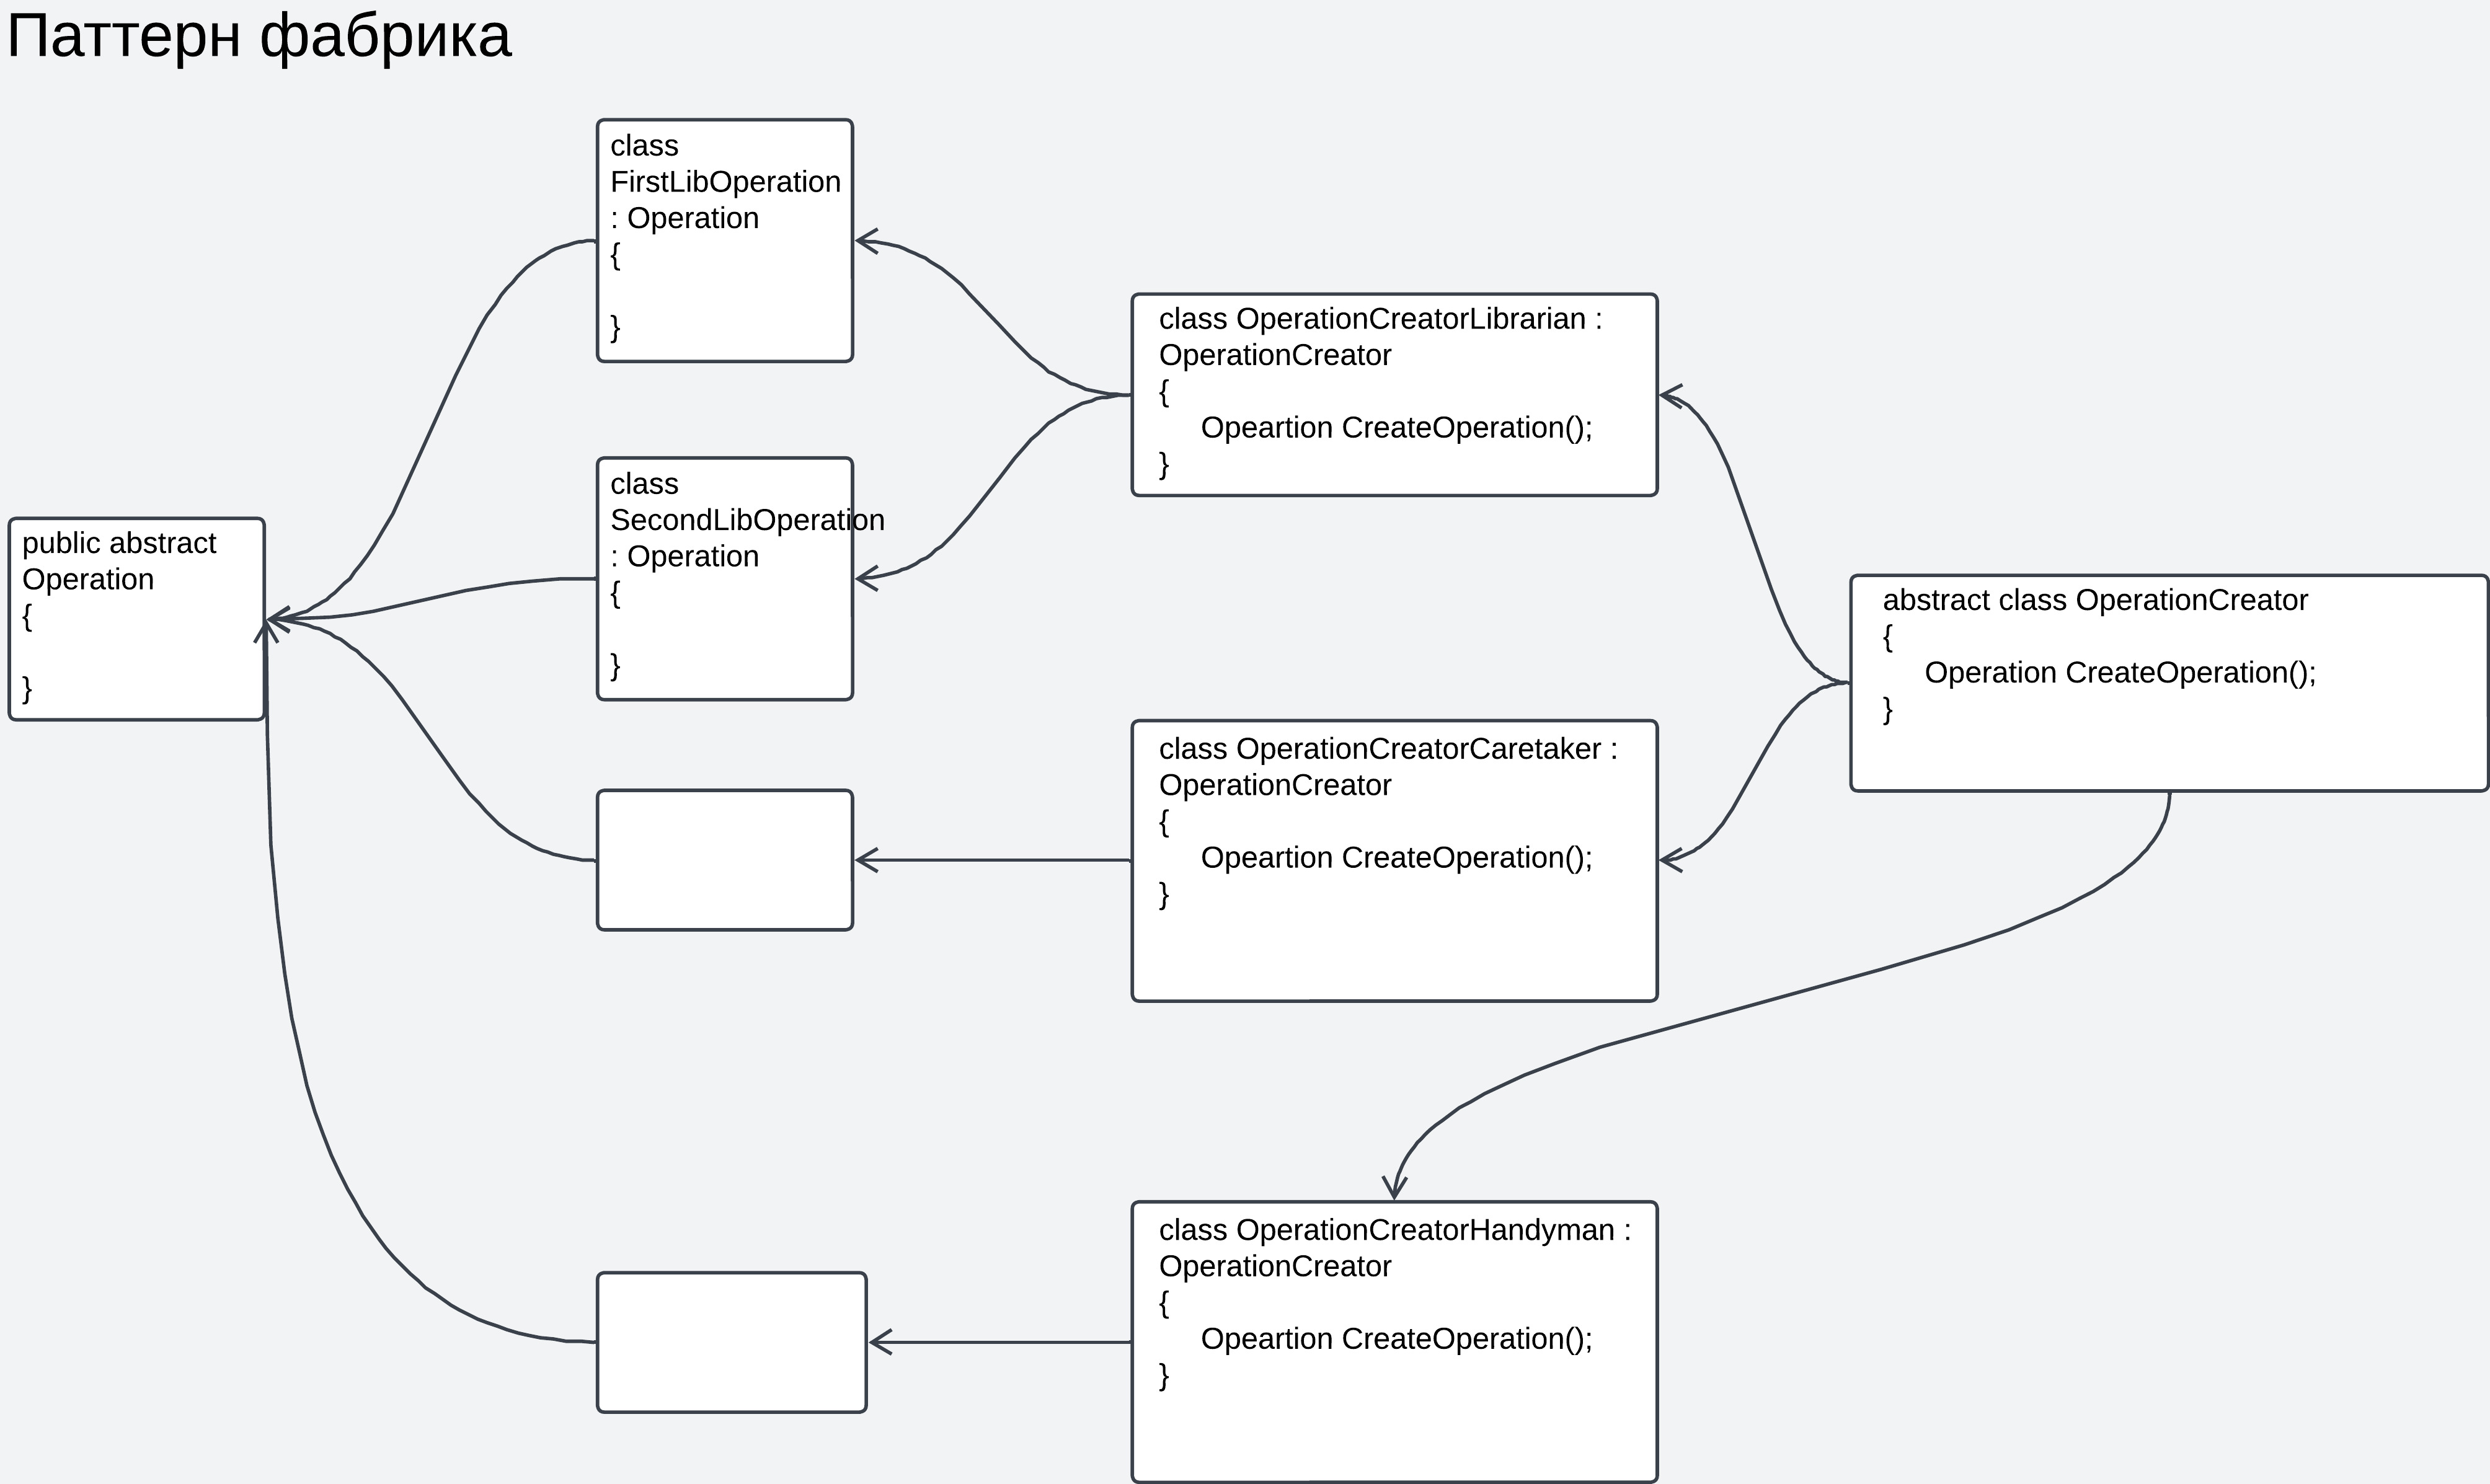 Паттерн фабрика
class
FirstLibOperation
: Operation
{
}
class OperationCreatorLibrarian :
OperationCreator
{
Opeartion CreateOperation();
}
class
SecondLibOperation
: Operation
{
}
public abstract
Operation
{
}
abstract class OperationCreator
{
Operation CreateOperation();
}
class OperationCreatorCaretaker :
OperationCreator
{
Opeartion CreateOperation();
}
class OperationCreatorHandyman :
OperationCreator
{
Opeartion CreateOperation();
}